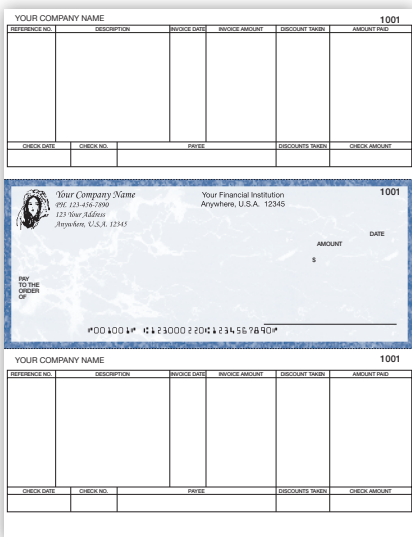 YOUR COMPANY NAME 1001
REFERENCE NO. DESCRIPTION INVOICE DATE INVOICE AMOUNT DISCOUNT TAKEN AMOUNT PAID
CHECK DATE CHECK NO. PAYEE DISCOUNTS TAKEN CHECK AMOUNT
Your Company Name Your Financial Institution 1001
PH. 123-456-7890 Anywhere, U.S.A. 12345
123 Your Address
Anywhere, U.S.A. 12345
DATE
AMOUNT
$
PAY
TO THE
ORDER
OF
⑈001001⑈ ⑆123000220⑆1234567890⑈
YOUR COMPANY NAME 1001
REFERENCE NO. DESCRIPTION INVOICE DATE INVOICE AMOUNT DISCOUNT TAKEN AMOUNT PAID
CHECK DATE CHECK NO. PAYEE DISCOUNTS TAKEN CHECK AMOUNT